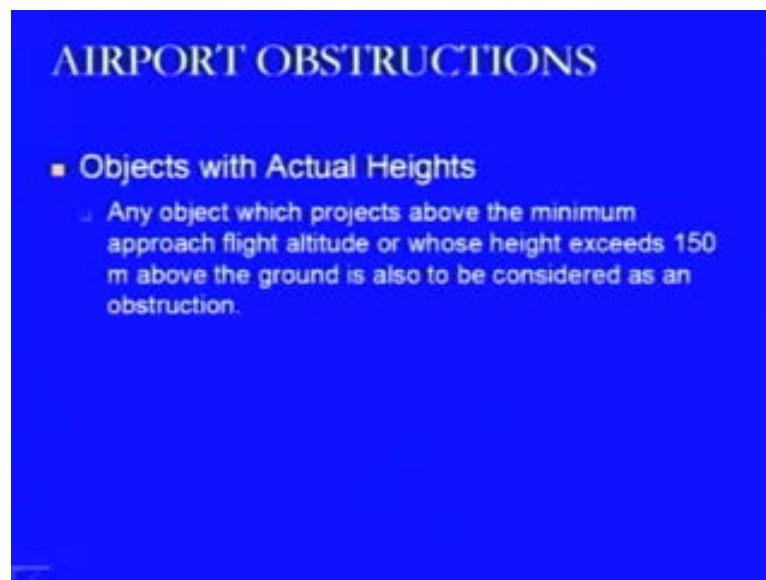 AIRPORT OBSTRUCTIONS
Objects with Actual Heights
Any object which projects above the minimum
approach flight altitude or whose height exceeds 150
m above the ground is also to be considered as an
obstruction.